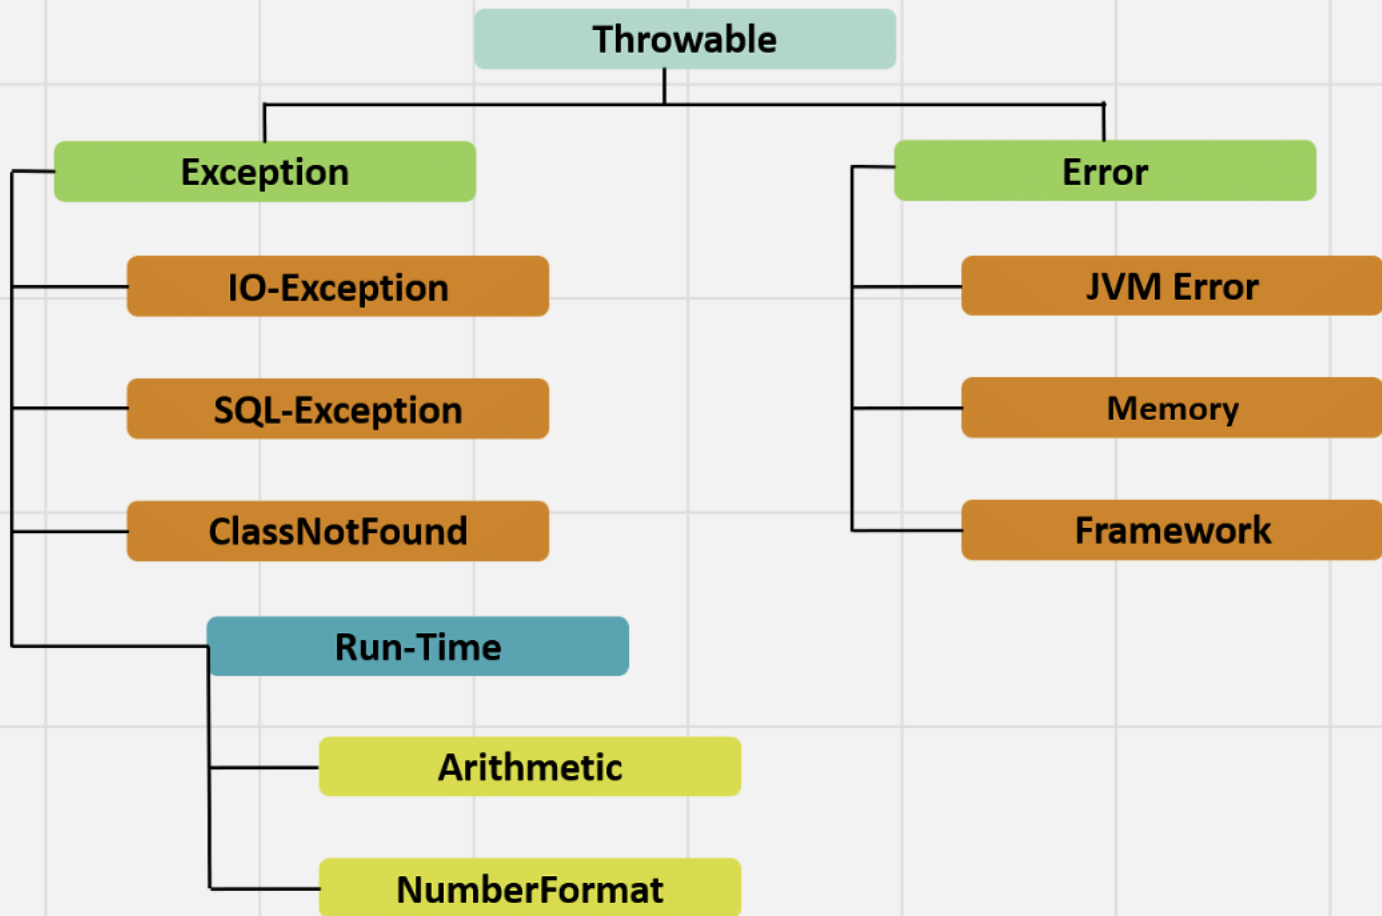 Throwable
Exception
Error
IO-Exception
JVM Error
SQL-Exception
Memory
ClassNotFound
Framework
Run-Time
Arithmetic
NumberFormat